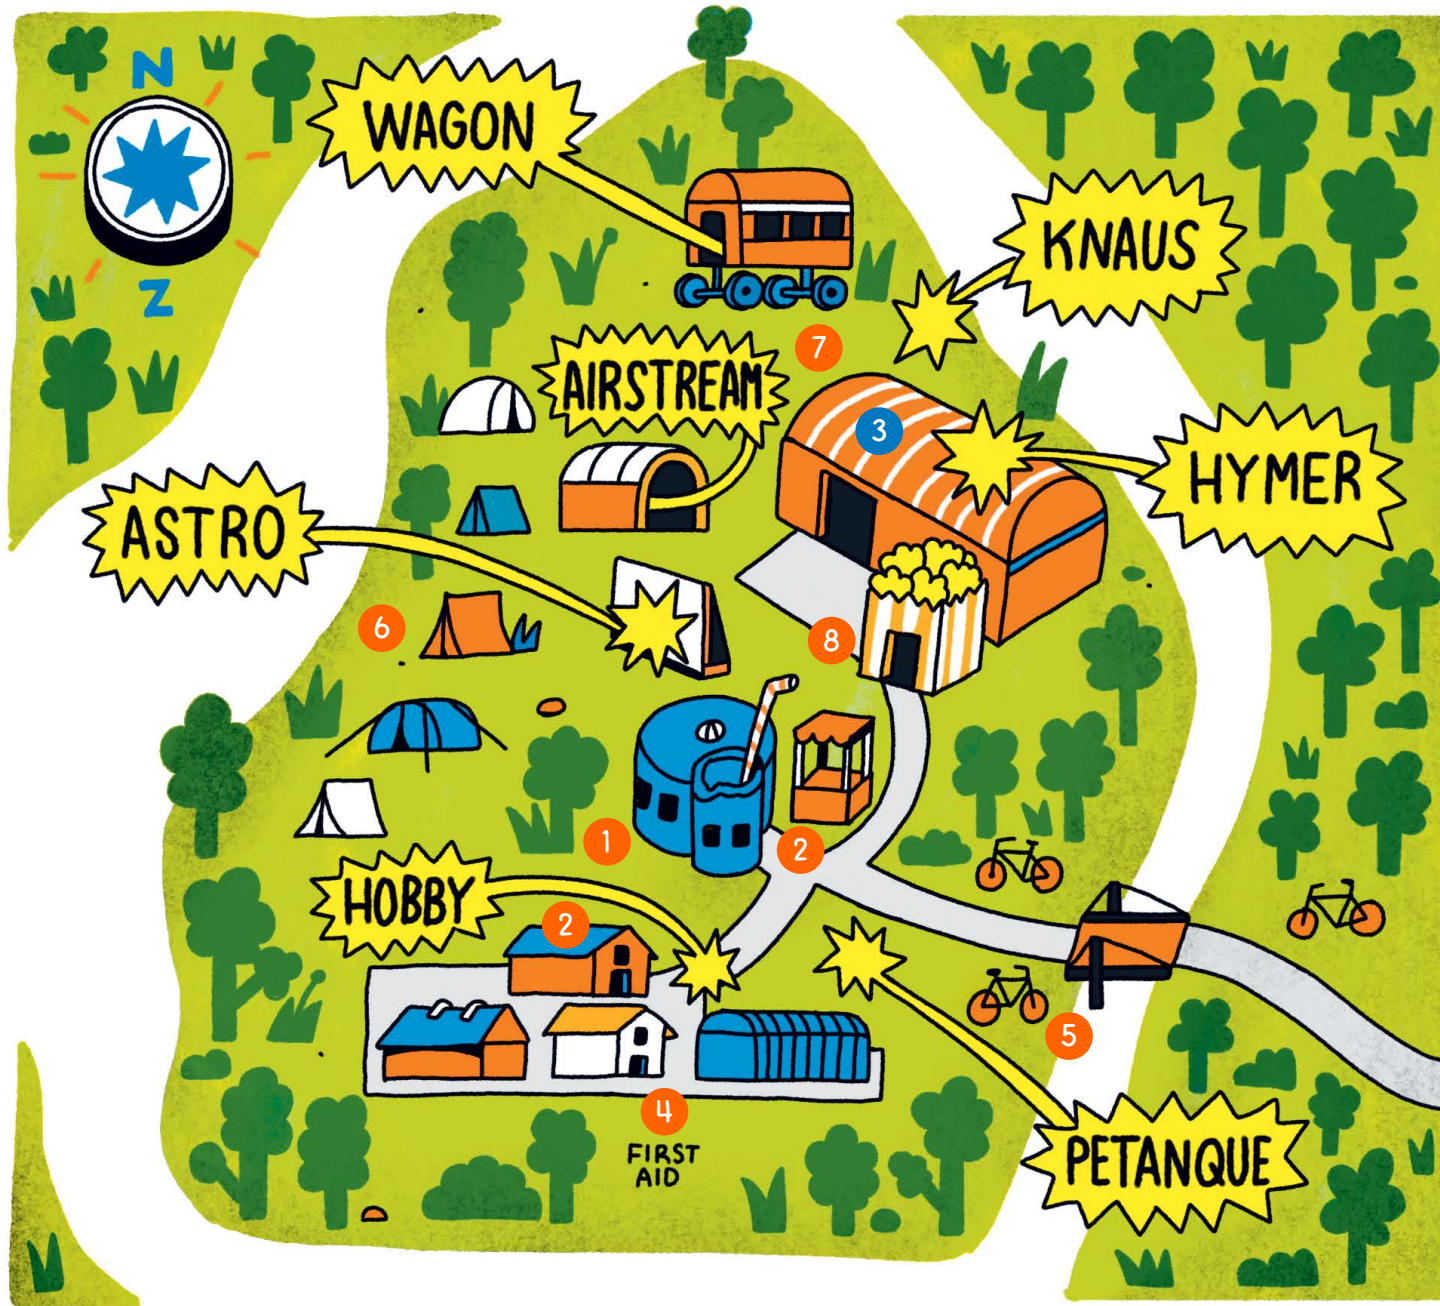 N
WAGON
KNAUS
Z
7
AIRSTREAM
3
HYMER
ASTRO
6
8
1
2
HOBBY
2
5
4
FIRST
AID
PETANQUE